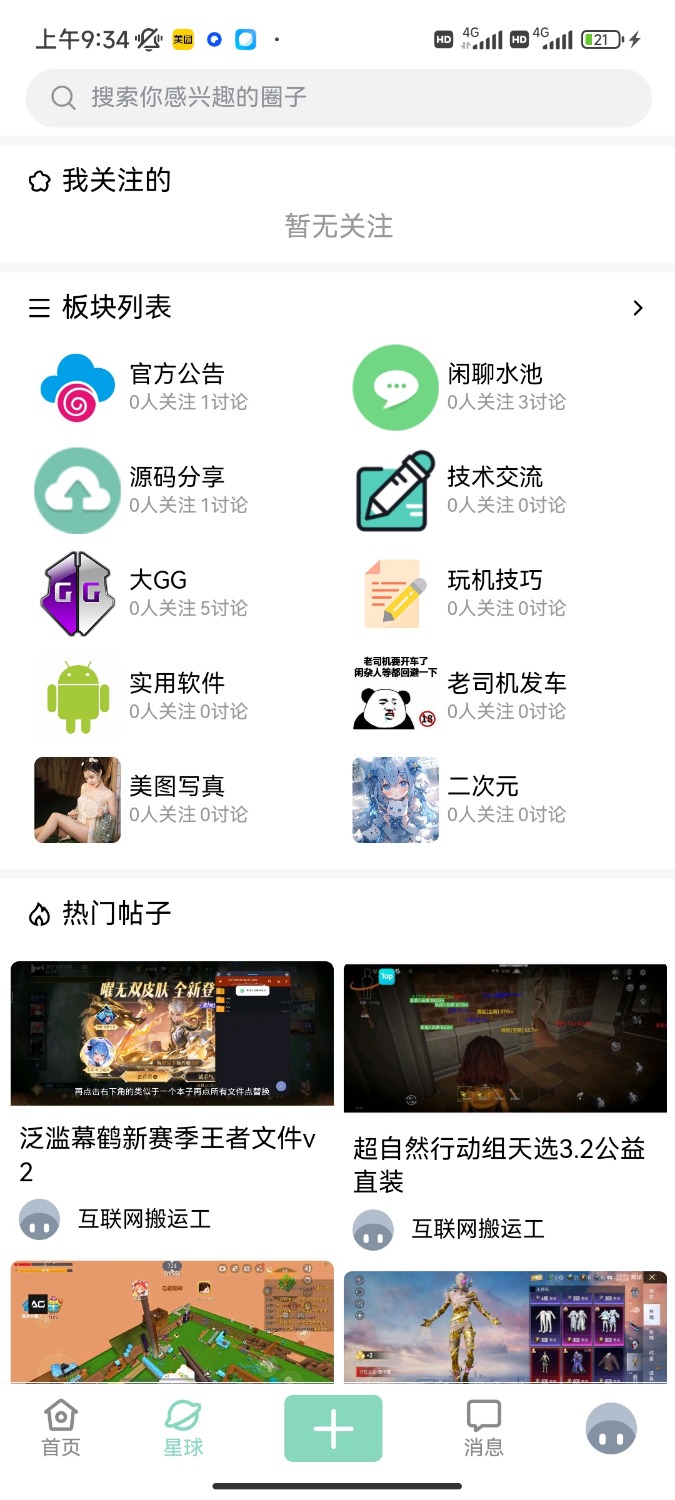 上午9:34
美图
HD 4G HD 4G 21
搜索你感兴趣的圈子
我关注的
暂无关注
板块列表
官方公告
0人关注 1讨论
闲聊水池
0人关注 3讨论
源码分享
0人关注 1讨论
技术交流
0人关注 0讨论
GG
大GG
0人关注 5讨论
玩机技巧
0人关注 0讨论
实用软件
0人关注 0讨论
老司机要开车了
闲杂人等都回避一下
18
老司机发车
0人关注 0讨论
美图写真
0人关注 0讨论
二次元
0人关注 0讨论
热门帖子
曜无双皮肤 全新登
再点击右下角的类似于一个本子再点所有文件点替换
Top
泛滥幕鹤新赛季王者文件v
2
互联网搬运工
超自然行动组天选3.2公益
直装
互联网搬运工
首页
星球
消息